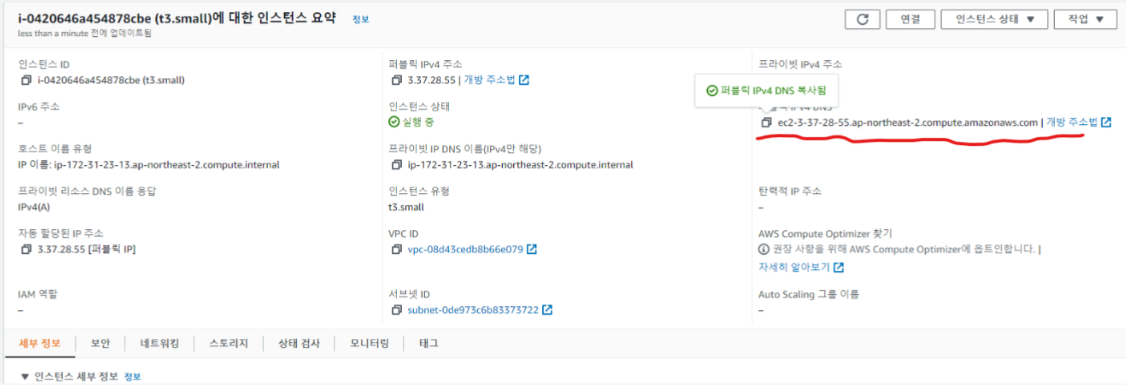 i-0420646a454878cbe (t3.small)에 대한 인스턴스 요약 정보
less than a minute 전에 업데이트됨
연결
인스턴스 상태
작업
인스턴스 ID
i-0420646a454878cbe (t3.small)
퍼블릭 IPv4 주소
3.37.28.55 | 개방 주소법
프라이빗 IPv4 주소
퍼블릭 IPv4 DNS 복사됨
IPv6 주소
–
인스턴스 상태
실행 중
IPv4 DNS
ec2-3-37-28-55.ap-northeast-2.compute.amazonaws.com | 개방 주소법
호스트 이름 유형
IP 이름: ip-172-31-23-13.ap-northeast-2.compute.internal
프라이빗 IP DNS 이름(IPv4만 해당)
ip-172-31-23-13.ap-northeast-2.compute.internal
프라이빗 리소스 DNS 이름 응답
IPv4(A)
인스턴스 유형
t3.small
탄력적 IP 주소
–
자동 할당된 IP 주소
3.37.28.55 [퍼블릭 IP]
VPC ID
vpc-08d43cedb8b66e079
AWS Compute Optimizer 찾기
권장 사항을 위해 AWS Compute Optimizer에 옵트인합니다. |
자세히 알아보기
IAM 역할
–
서브넷 ID
subnet-0de973c6b83373722
Auto Scaling 그룹 이름
–
세부 정보
보안
네트워킹
스토리지
상태 검사
모니터링
태그
▼ 인스턴스 세부 정보 정보